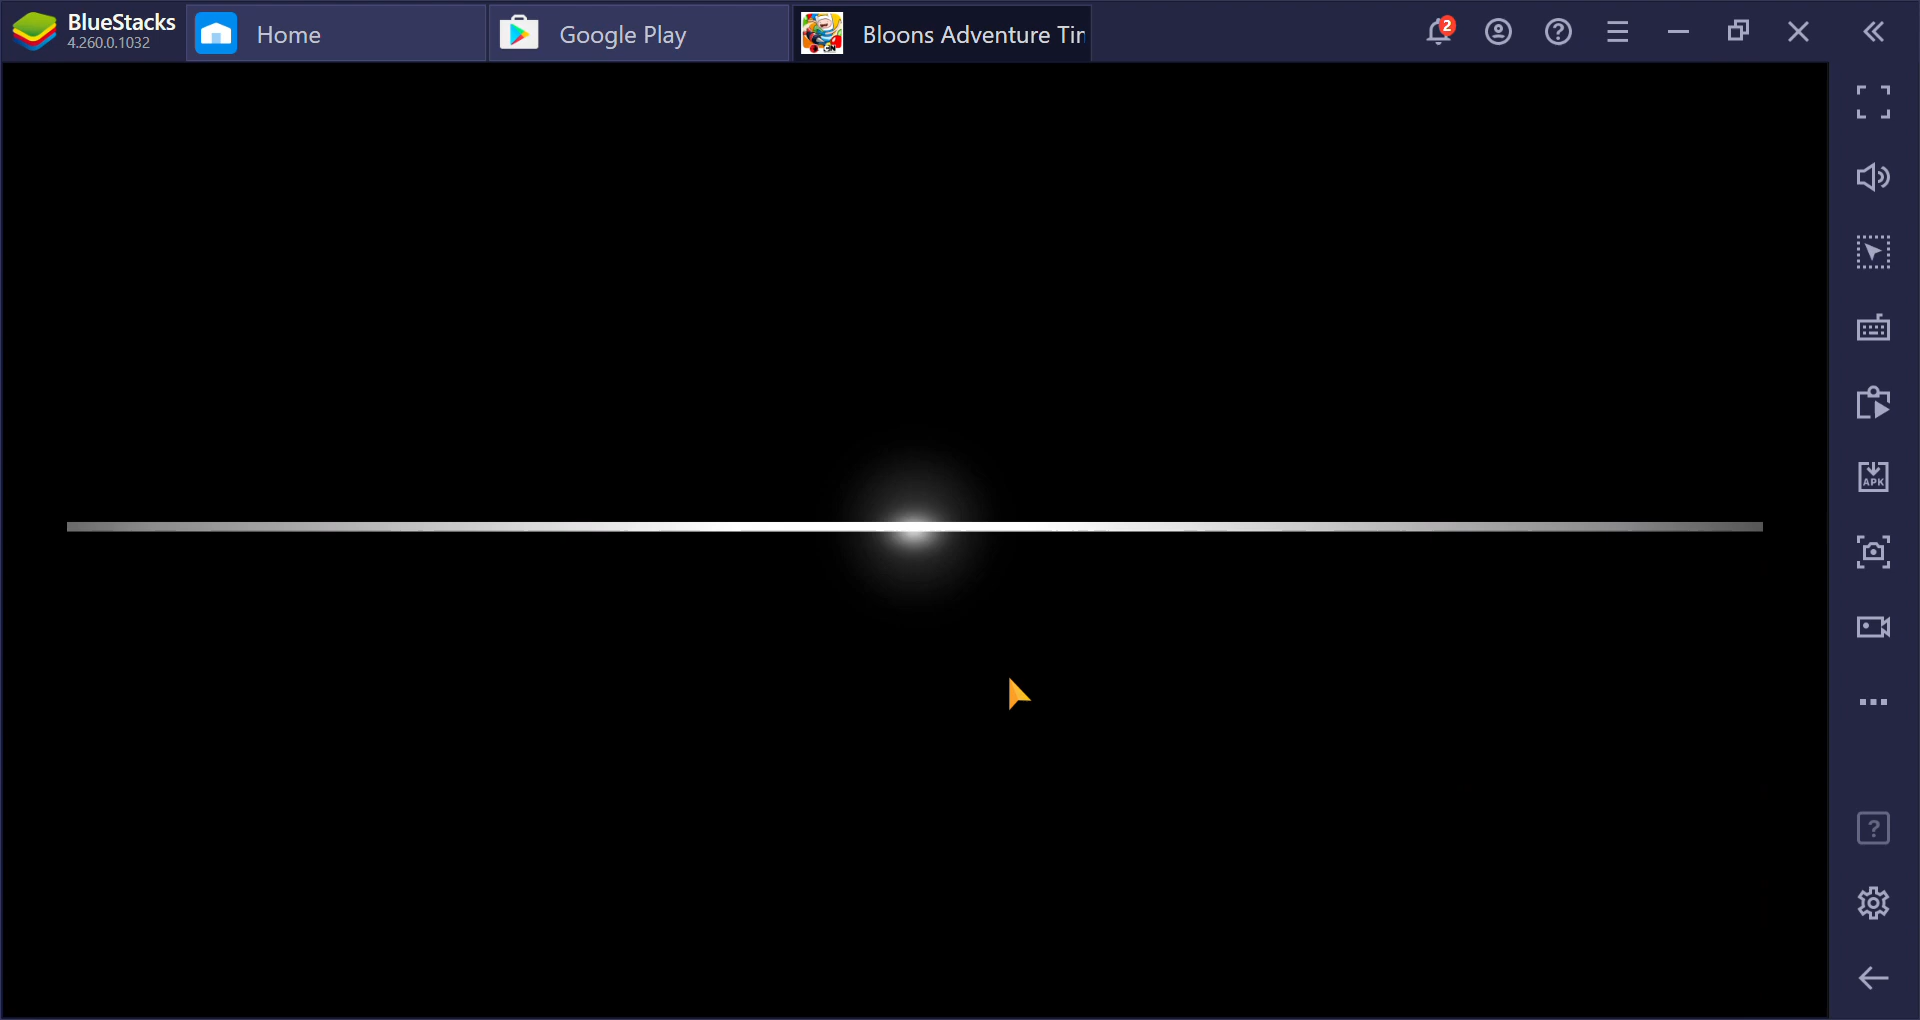 BlueStacks
4.260.0.1032
Home
Google Play
Bloons Adventure Tir
2
APK